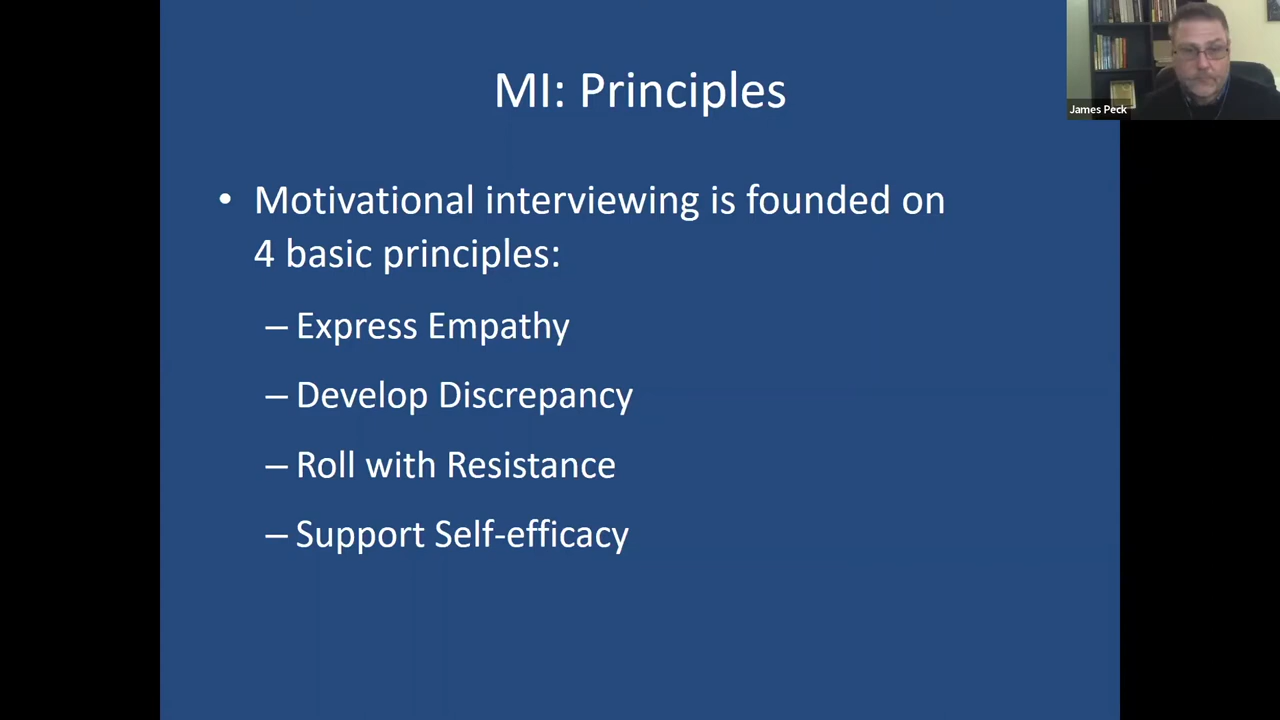 MI: Principles
James Peck
• Motivational interviewing is founded on
4 basic principles:
– Express Empathy
– Develop Discrepancy
– Roll with Resistance
– Support Self-efficacy